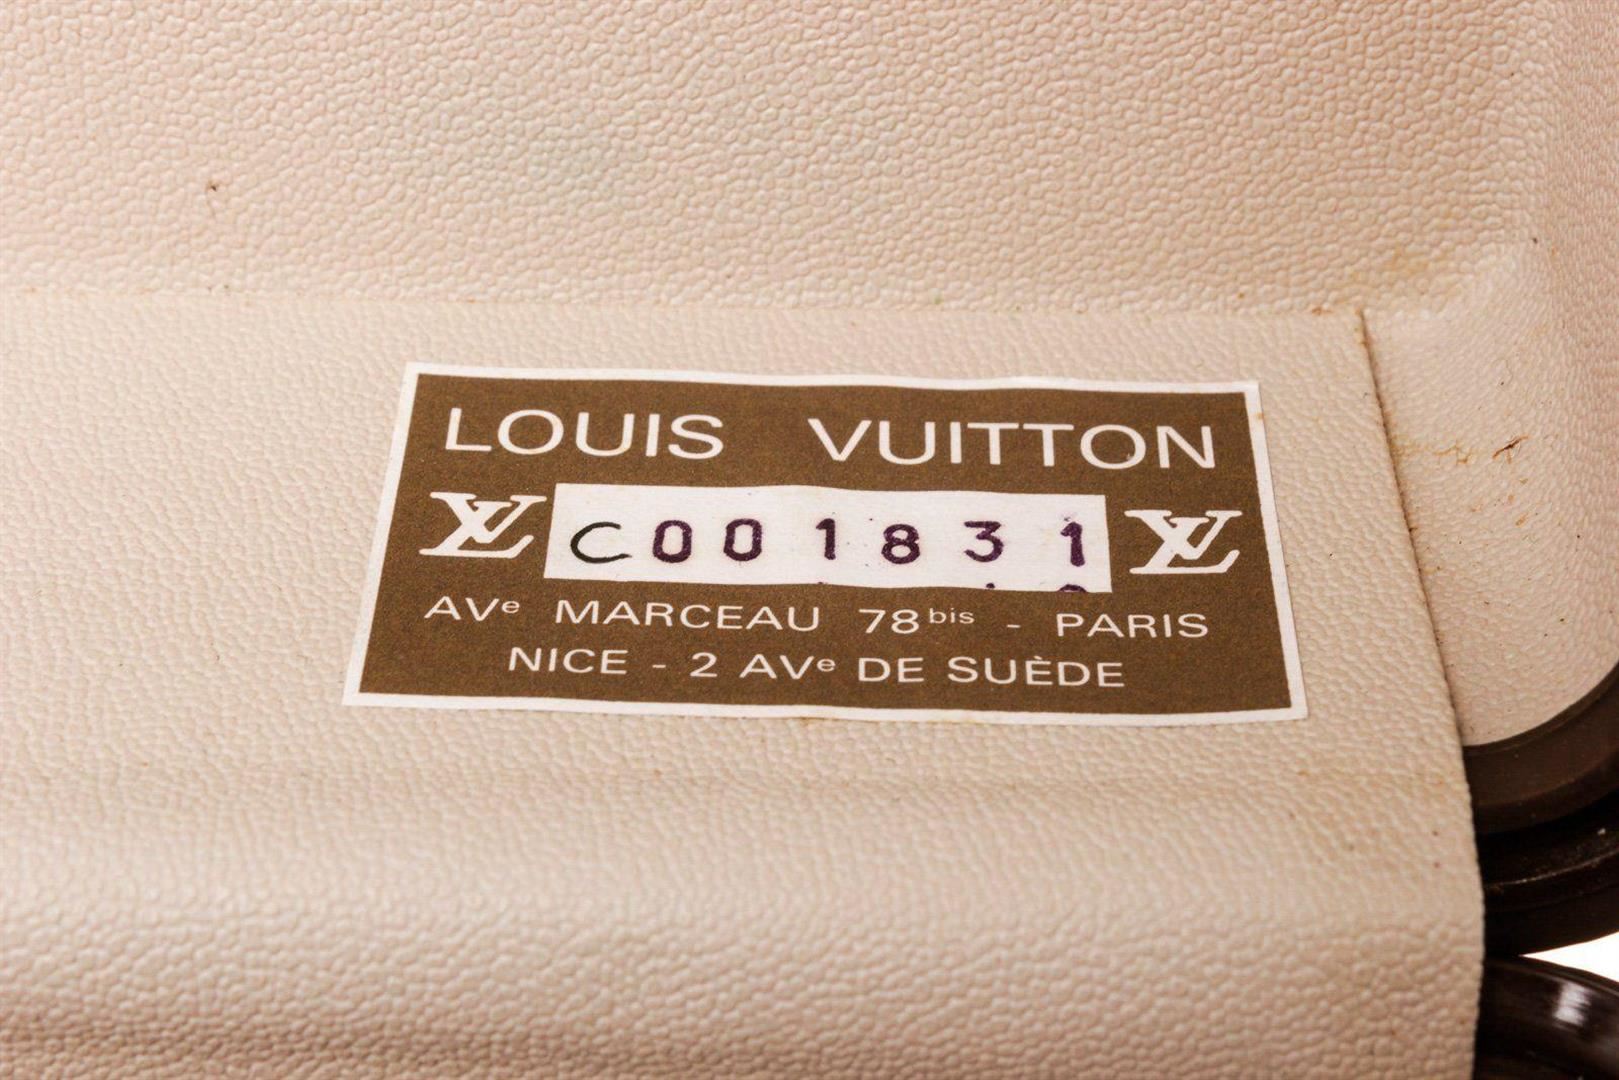 LOUIS VUITTON
LV C001831 LV
AVe MARCEAU 78bis - PARIS
NICE - 2 AVe DE SUÈDE